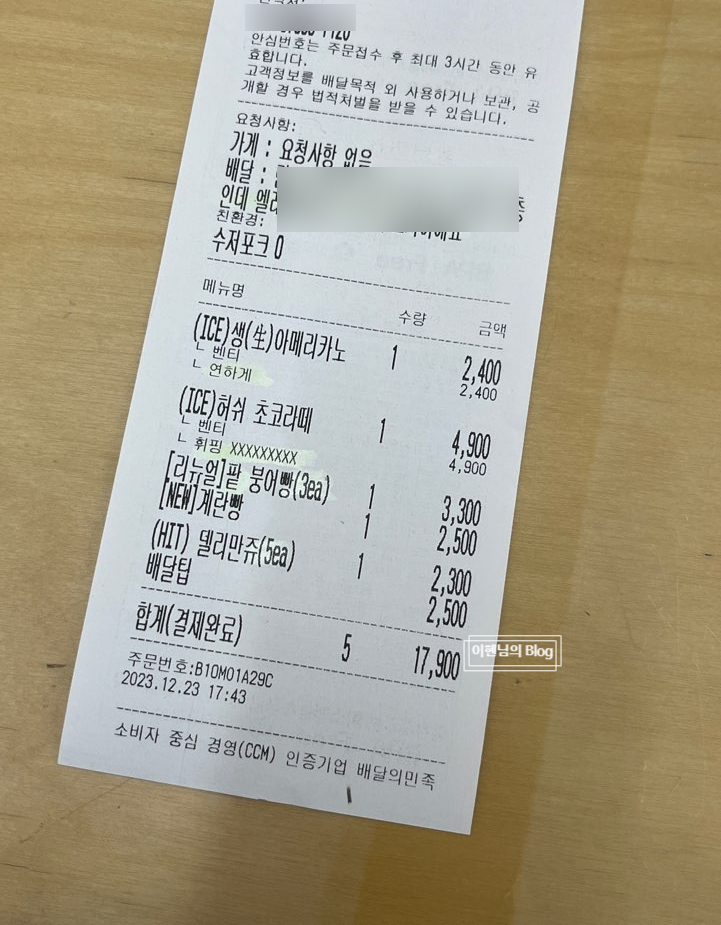 안심번호는 주문접수 후 최대 3시간 동안 유
효합니다.
고객정보를 배달목적 외 사용하거나 보관, 공
개할 경우 법적처벌을 받을 수 있습니다.
요청사항:
가게 : 요청사항 없음
배달 :
인데
친환경:
수저포크 0
메뉴명 수량 금액
(ICE)생(生)아메리카노 1 2,400
└ 벤티 2,400
└ 연하게
(ICE)허쉬 초코라떼 1 4,900
└ 벤티 4,900
└ 휘핑 XXXXXXXXX
[리뉴얼]팥 붕어빵(3ea) 1 3,300
[NEW]계란빵 1 2,500
(HIT) 델리만쥬(5ea) 1 2,300
배달팁 2,500
합계(결제완료) 5 17,900
이헨님의 Blog
주문번호:B10M01A29C
2023.12.23 17:43
소비자 중심 경영(CCM) 인증기업 배달의민족